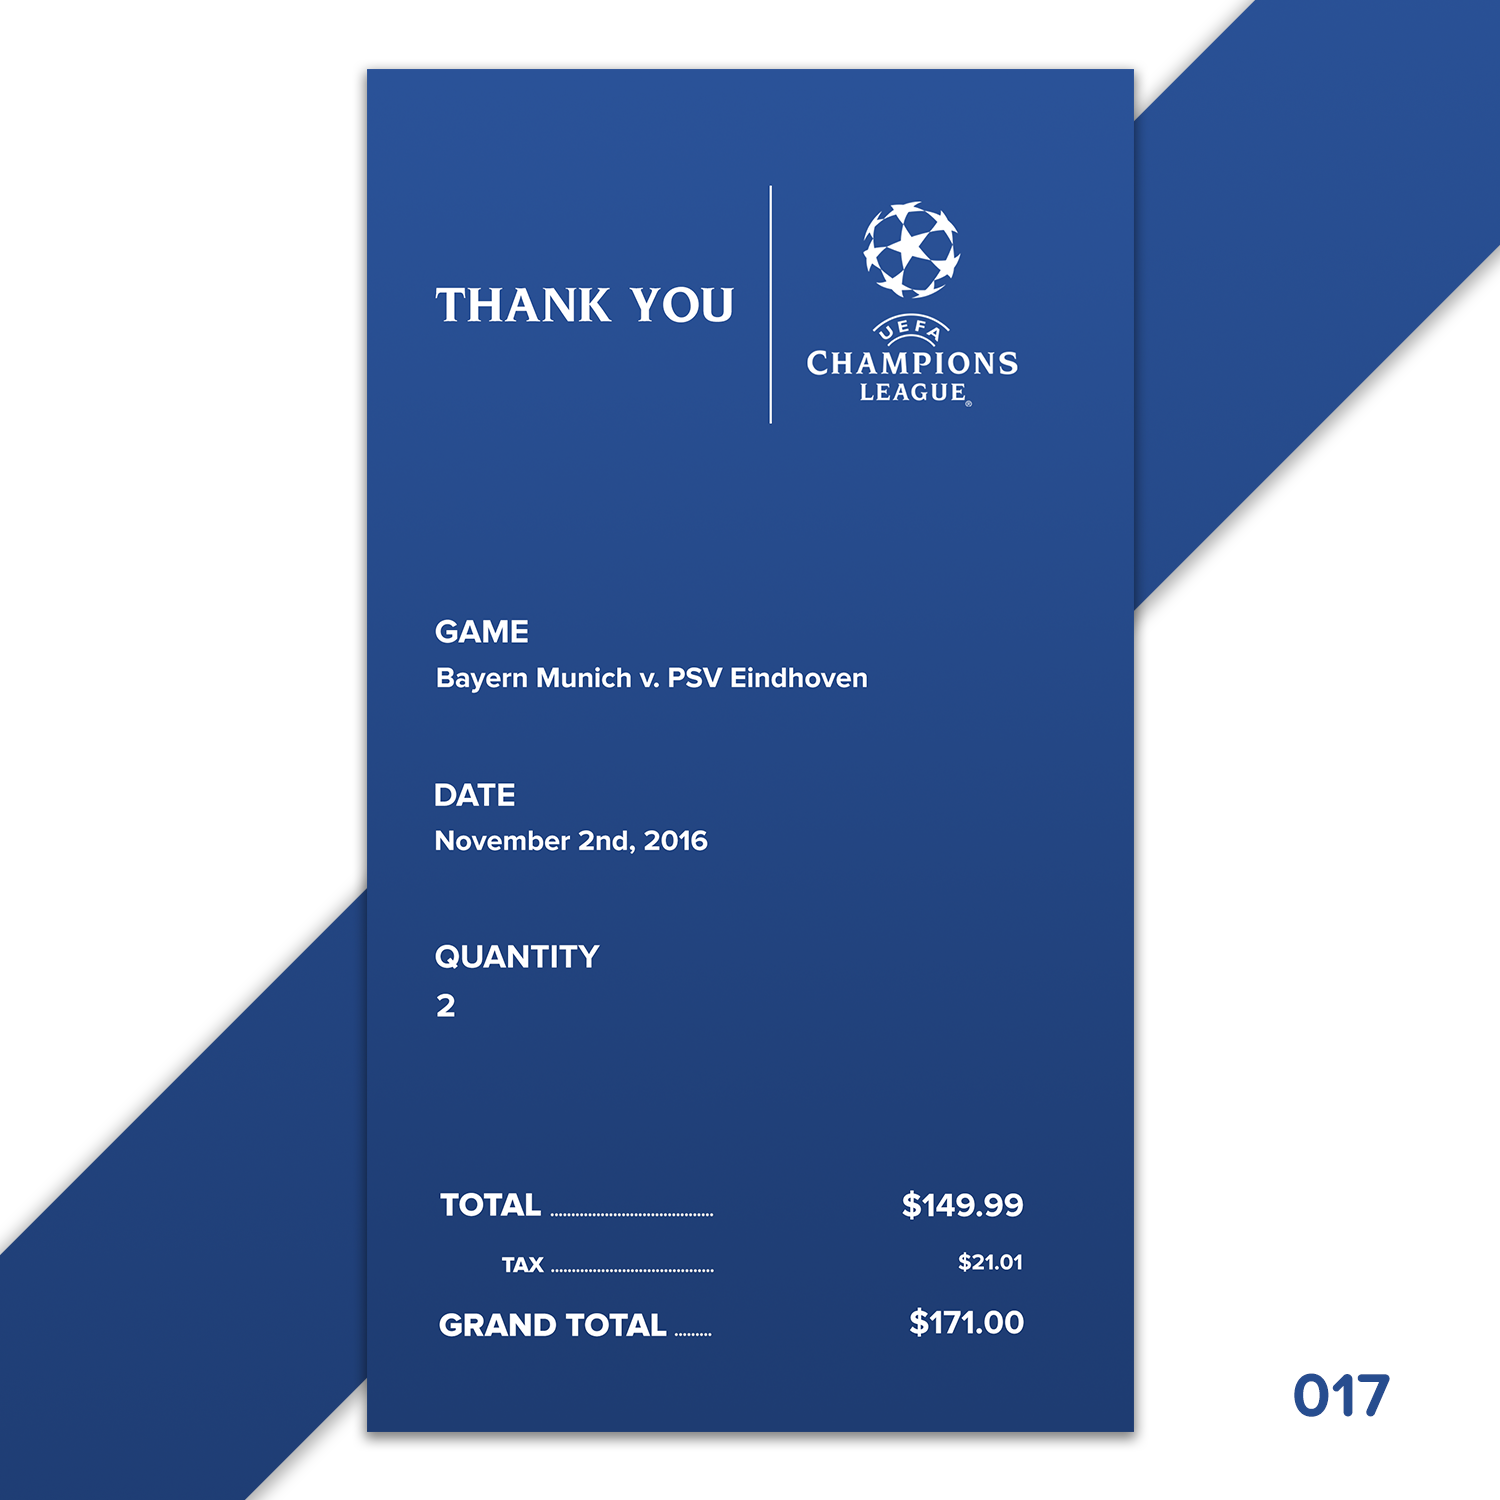 THANK YOU
UEFA
CHAMPIONS
LEAGUE®
GAME
Bayern Munich v. PSV Eindhoven
DATE
November 2nd, 2016
QUANTITY
2
TOTAL ....................................... $149.99
TAX ....................................... $21.01
GRAND TOTAL ......... $171.00
017